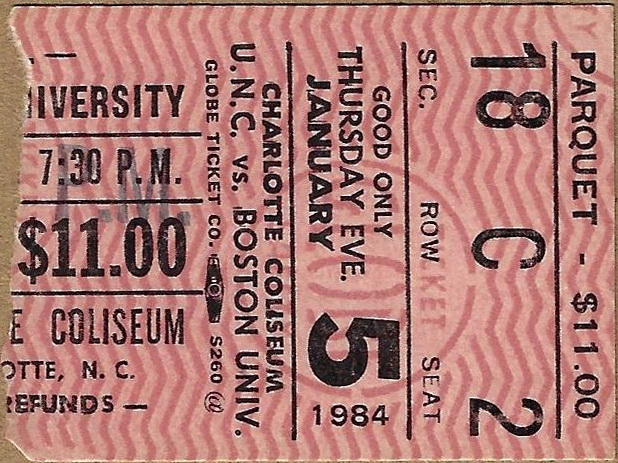 IVERSITY
7:30 P.M.
P.M.
$11.00
E COLISEUM
OTTE, N. C.
REFUNDS —
PARQUET - $11.00
18 C 2
SEC. ROW SEAT
GOOD ONLY
THURSDAY EVE.
JANUARY 5 1984
CHARLOTTE COLISEUM
U.N.C. vs. BOSTON UNIV.
GLOBE TICKET CO. S260 @